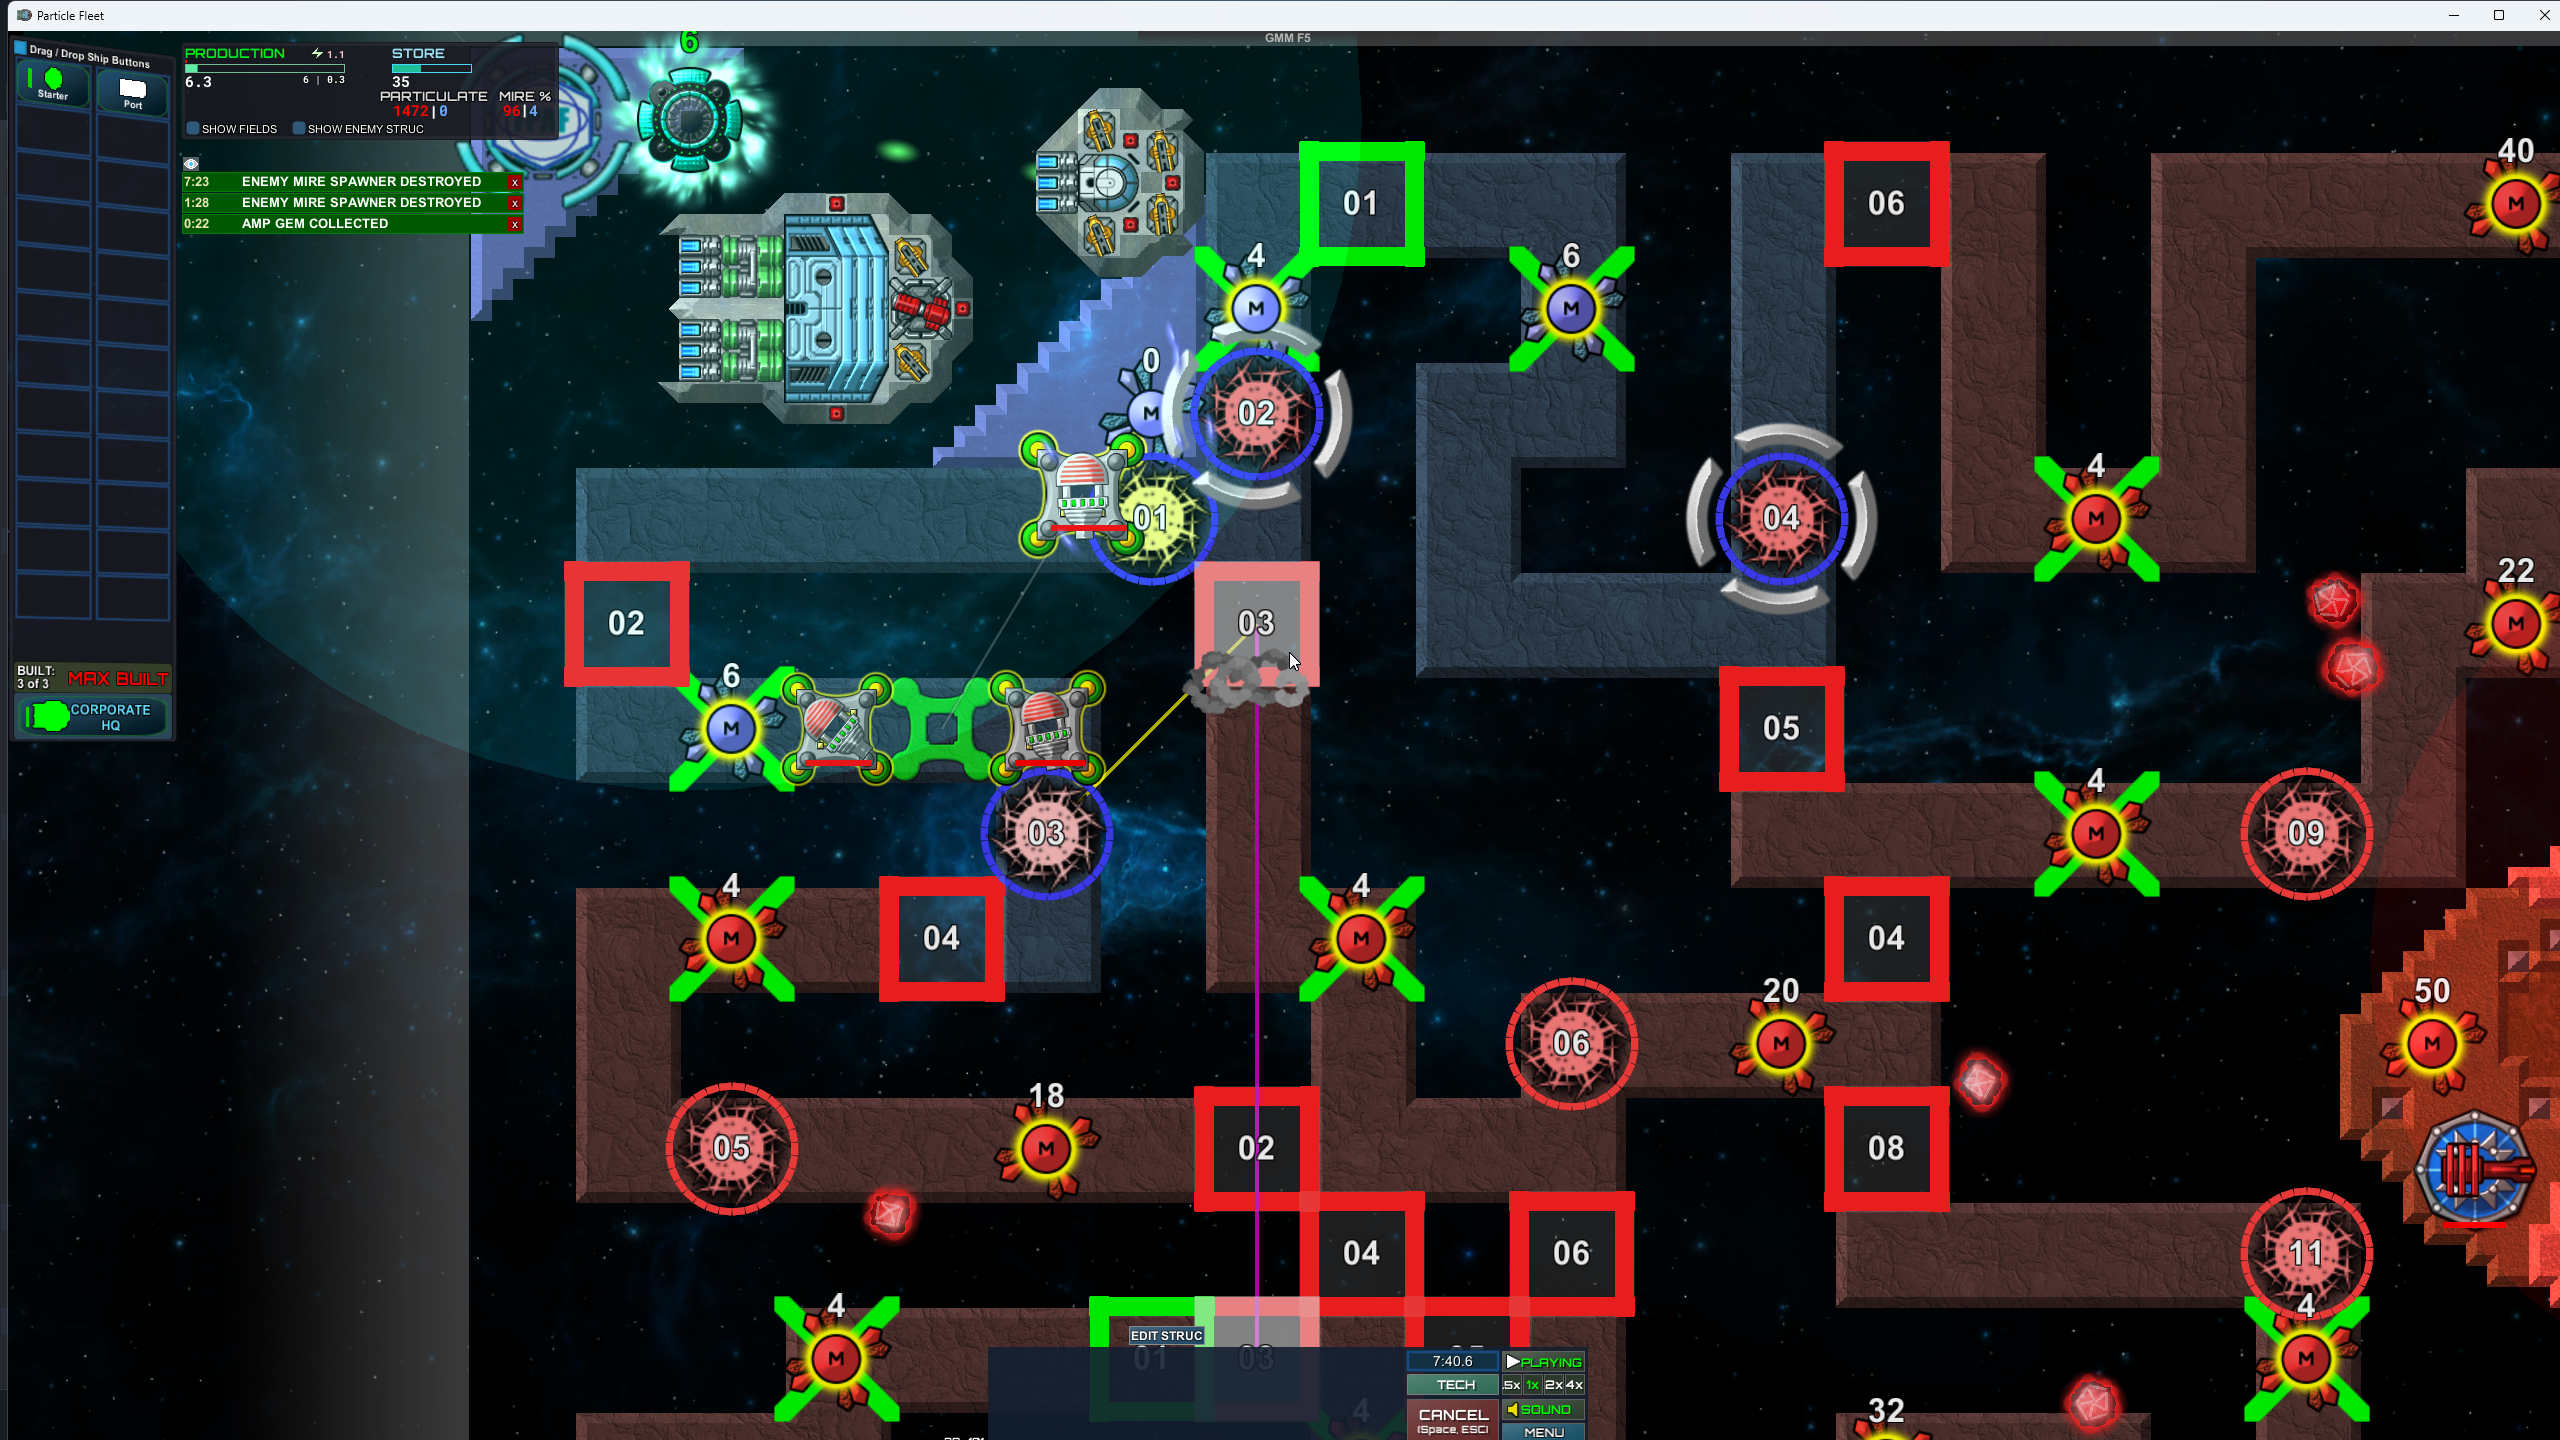 Particle Fleet
GMM F5
Drag / Drop Ship Buttons
Starter
Port
PRODUCTION
1.1
STORE
6.3
6 | 0.3
35
PARTICULATE
MIRE %
1472|0
96|4
SHOW FIELDS
SHOW ENEMY STRUC
7:23 ENEMY MIRE SPAWNER DESTROYED x
1:28 ENEMY MIRE SPAWNER DESTROYED x
0:22 AMP GEM COLLECTED x
BUILT:
3 of 3
MAX BUILT
CORPORATE
HQ
6
40
M
01
06
4
6
M
M
0
M
02
4
M
01
04
22
M
02
03
6
M
05
4
M
03
09
4
M
04
4
M
04
06
20
M
50
M
05
18
M
02
08
04
06
11
4
M
4
M
EDIT STRUC
01
03
4
32
7:40.6
PLAYING
TECH
.5x 1x 2x 4x
CANCEL
(Space, ESC)
SOUND
MENU